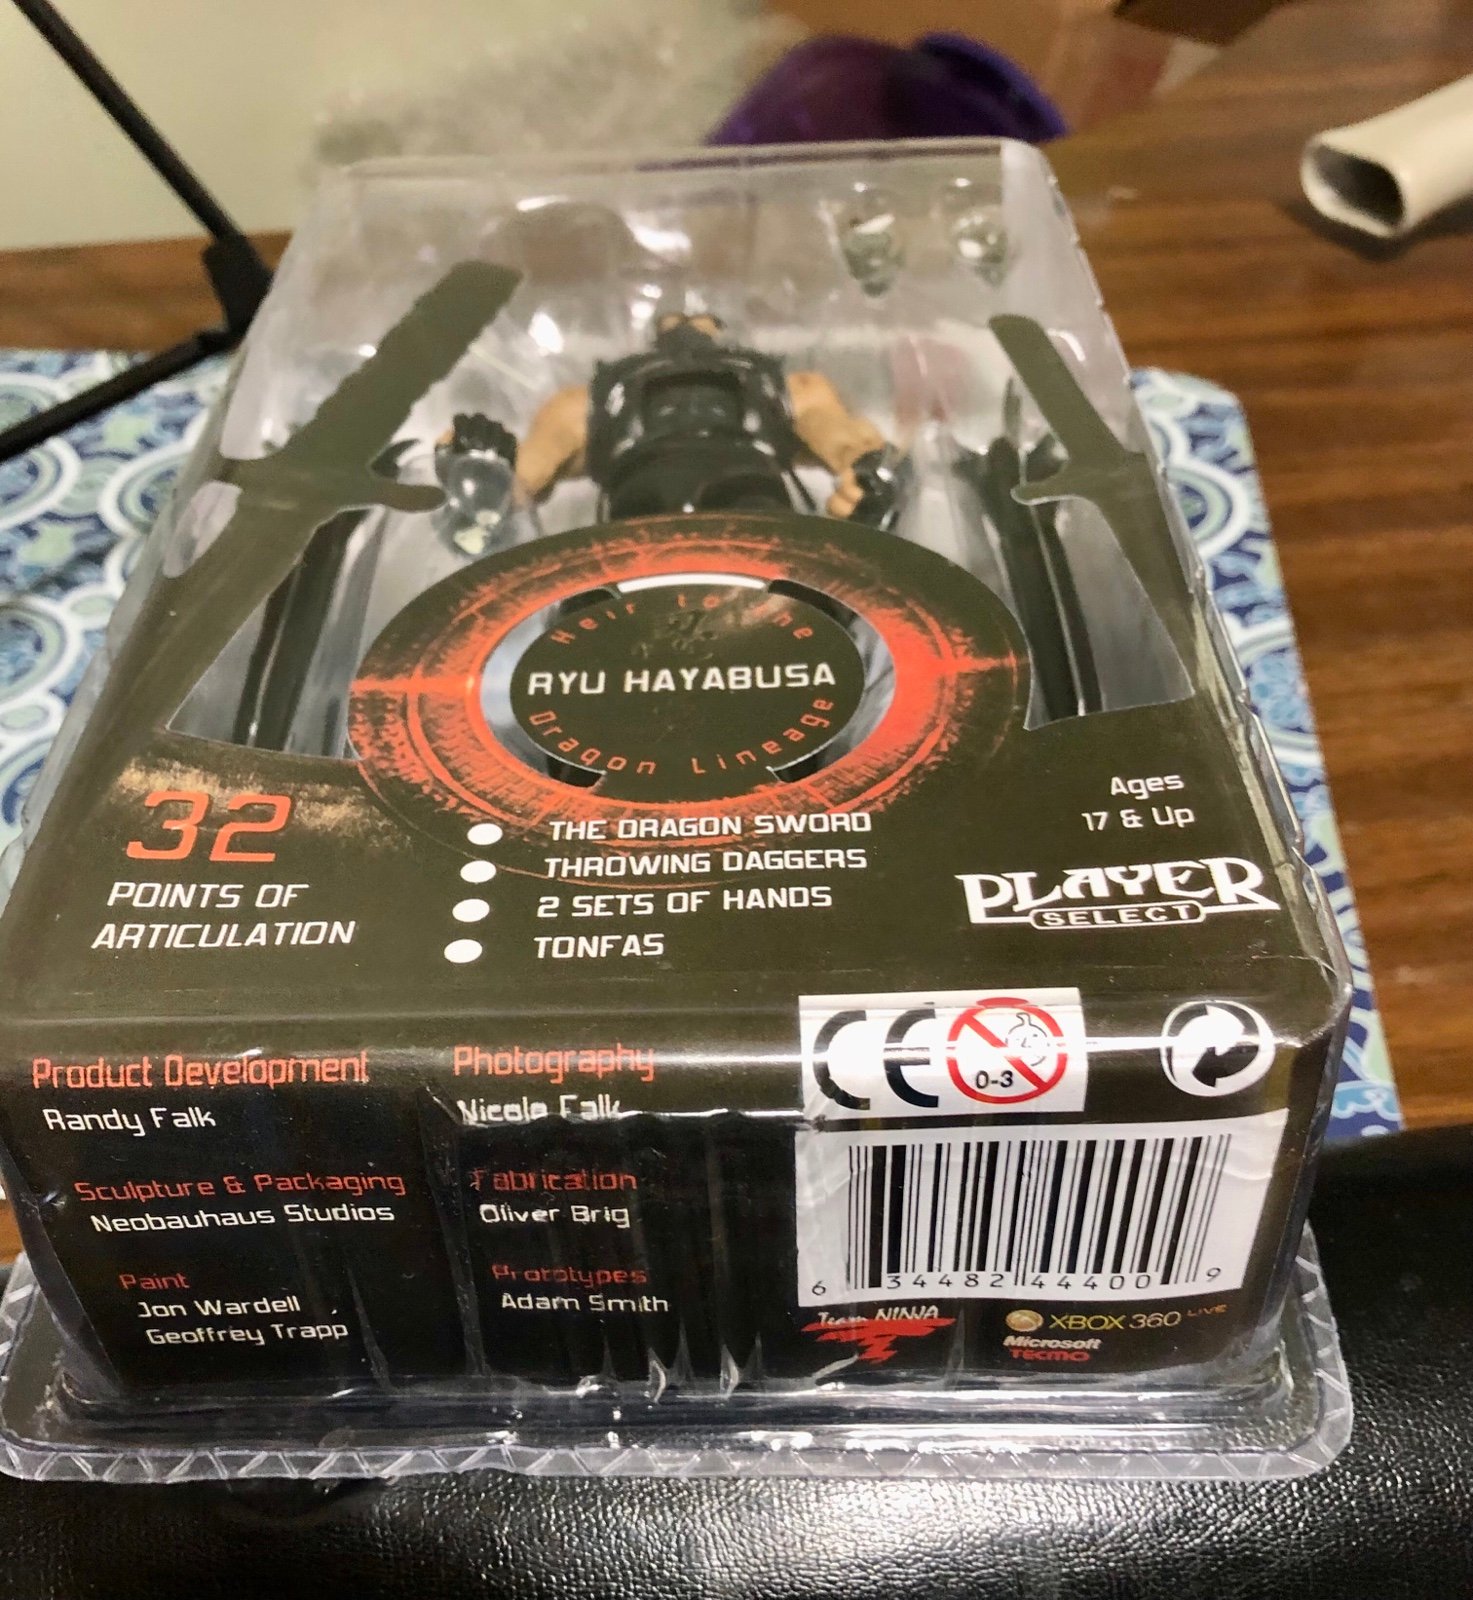 Heir to the
RYU HAYABUSA
Dragon Lineage
32
POINTS OF
ARTICULATION
THE DRAGON SWORD
THROWING DAGGERS
2 SETS OF HANDS
TONFAS
Ages
17 & Up
PLAYER
SELECT
Product Development
Randy Falk
Sculpture & Packaging
Neobauhaus Studios
Paint
Jon Wardell
Geoffrey Trapp
Photography
Nicole Falk
Fabrication
Oliver Brig
Prototypes
Adam Smith
CE
0-3
6 34482 44400 9
Team NINJA
XBOX 360 LIVE
Microsoft
TECMO